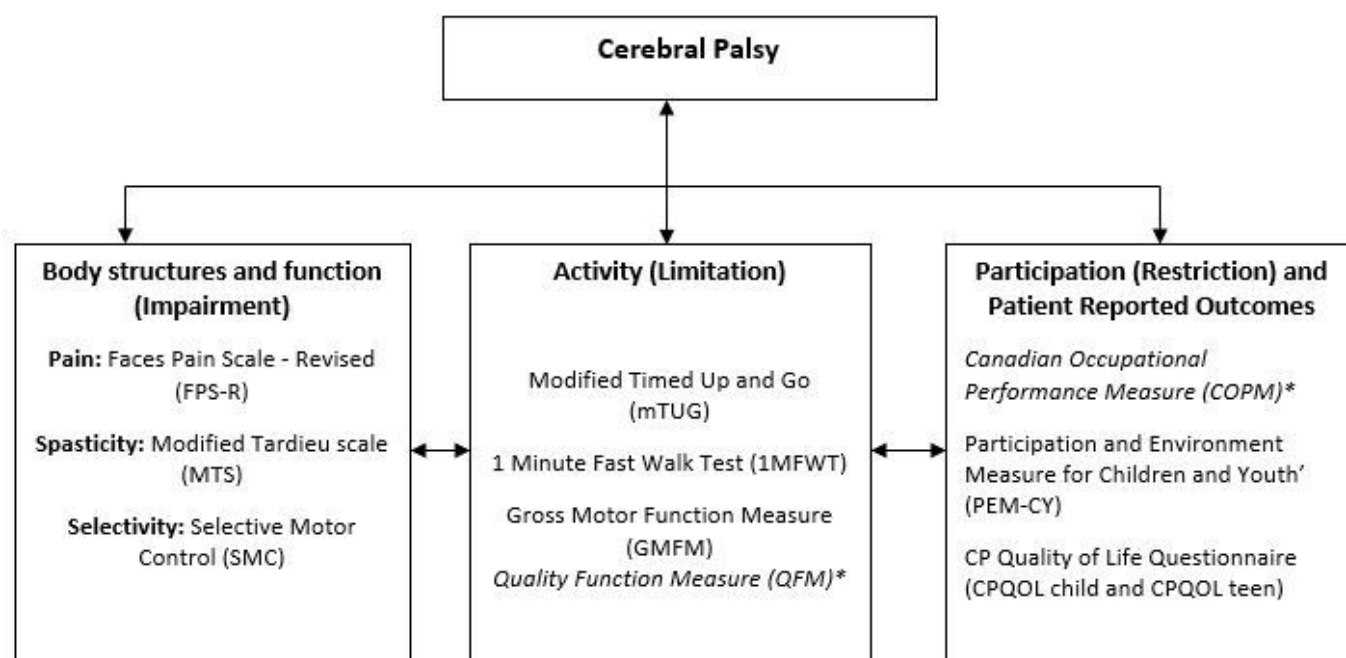 Cerebral Palsy
Body structures and function
(Impairment)
Pain: Faces Pain Scale - Revised
(FPS-R)
Spasticity: Modified Tardieu scale
(MTS)
Selectivity: Selective Motor
Control (SMC)
Activity (Limitation)
Modified Timed Up and Go
(mTUG)
1 Minute Fast Walk Test (1MFWT)
Gross Motor Function Measure
(GMFM)
Quality Function Measure (QFM)*
Participation (Restriction) and
Patient Reported Outcomes
Canadian Occupational
Performance Measure (COPM)*
Participation and Environment
Measure for Children and Youth’
(PEM-CY)
CP Quality of Life Questionnaire
(CPQOL child and CPQOL teen)